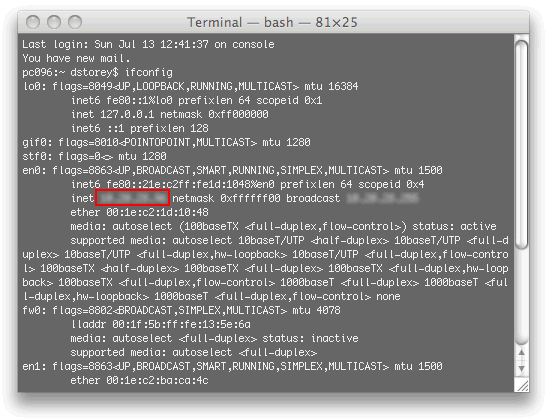 Terminal — bash — 81×25
Last login: Sun Jul 13 12:41:37 on console
You have new mail.
pc096:~ dstorey$ ifconfig
lo0: flags=8049<UP,LOOPBACK,RUNNING,MULTICAST> mtu 16384
inet6 fe80::1%lo0 prefixlen 64 scopeid 0x1
inet 127.0.0.1 netmask 0xff000000
inet6 ::1 prefixlen 128
gif0: flags=8010<POINTOPOINT,MULTICAST> mtu 1280
stf0: flags=0<> mtu 1280
en0: flags=8863<UP,BROADCAST,SMART,RUNNING,SIMPLEX,MULTICAST> mtu 1500
inet6 fe80::21e:c2ff:fe1d:1048%en0 prefixlen 64 scopeid 0x4
inet netmask 0xffffff00 broadcast
ether 00:1e:c2:1d:10:48
media: autoselect (100baseTX <full-duplex,flow-control>) status: active
supported media: autoselect 10baseT/UTP <half-duplex> 10baseT/UTP <full-d
uplex> 10baseT/UTP <full-duplex,hw-loopback> 10baseT/UTP <full-duplex,flow-contro
l> 100baseTX <half-duplex> 100baseTX <full-duplex> 100baseTX <full-duplex,hw-loop
back> 100baseTX <full-duplex,flow-control> 1000baseT <full-duplex> 1000baseT <ful
l-duplex,hw-loopback> 1000baseT <full-duplex,flow-control> none
fw0: flags=8802<BROADCAST,SIMPLEX,MULTICAST> mtu 4078
lladdr 00:1f:5b:ff:fe:13:5e:6a
media: autoselect <full-duplex> status: inactive
supported media: autoselect <full-duplex>
en1: flags=8863<UP,BROADCAST,SMART,RUNNING,SIMPLEX,MULTICAST> mtu 1500
ether 00:1e:c2:ba:ca:4c